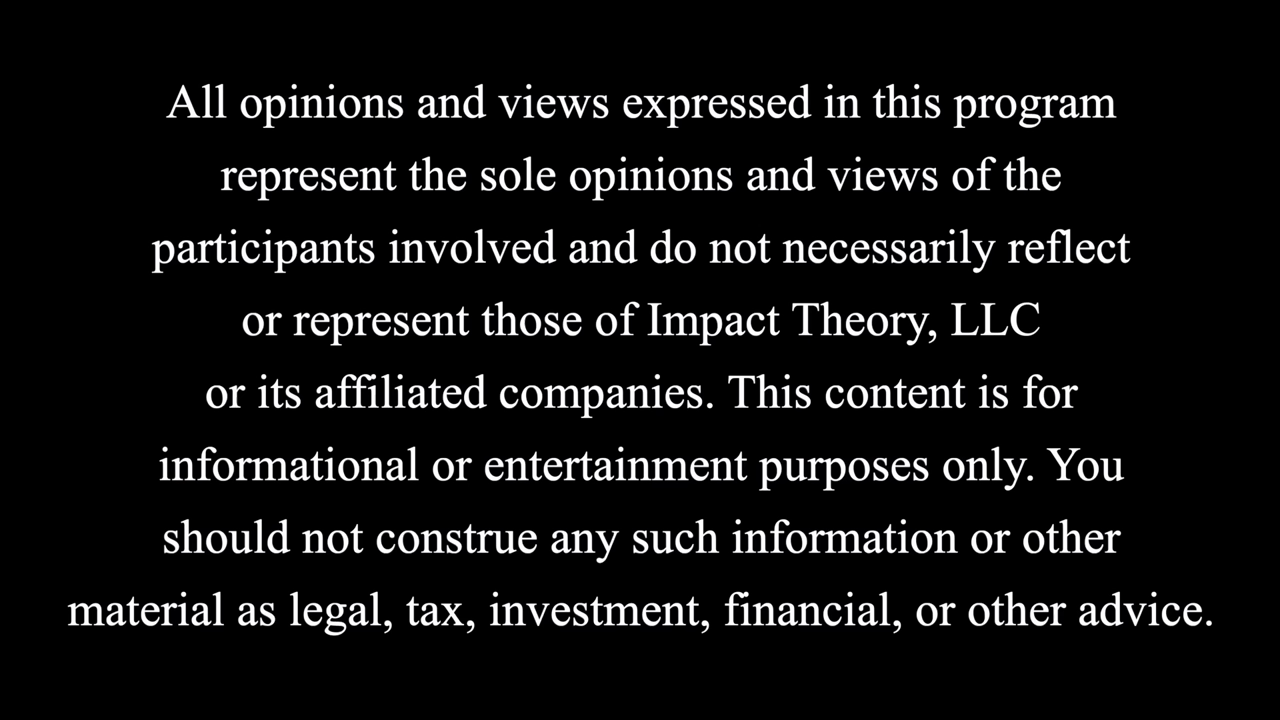 All opinions and views expressed in this program
represent the sole opinions and views of the
participants involved and do not necessarily reflect
or represent those of Impact Theory, LLC
or its affiliated companies. This content is for
informational or entertainment purposes only. You
should not construe any such information or other
material as legal, tax, investment, financial, or other advice.